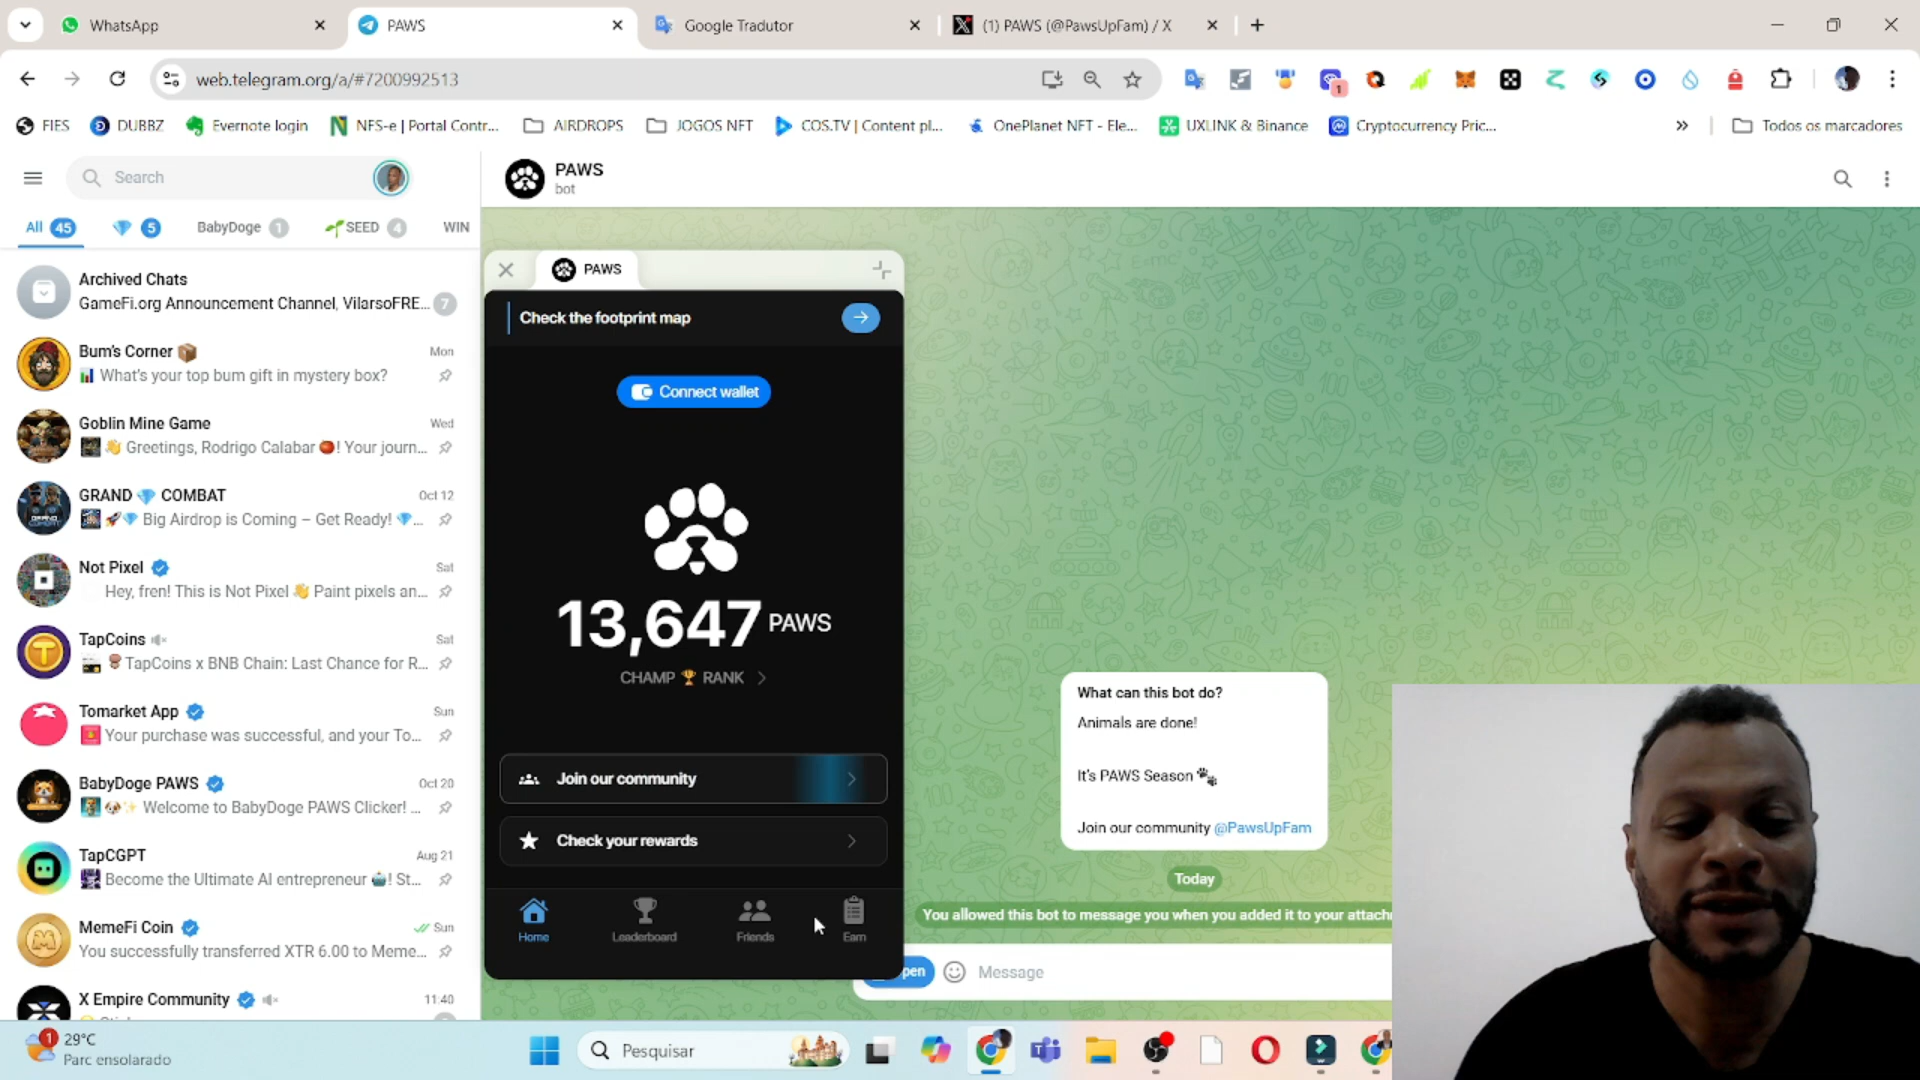 WhatsApp
PAWS
Google Tradutor
(1) PAWS (@PawsUpFam) / X
web.telegram.org/a/#7200992513
1
FIES
DUBBZ
Evernote login
NFS-e | Portal Contr...
AIRDROPS
JOGOS NFT
COS.TV | Content pl...
OnePlanet NFT - Ele...
UXLINK & Binance
Cryptocurrency Pric...
Todos os marcadores
Search
All 45
5
BabyDoge 1
SEED 4
WIN
Archived Chats
GameFi.org Announcement Channel, VilarsoFRE... 7
Bum's Corner Mon
What's your top bum gift in mystery box?
Goblin Mine Game Wed
Greetings, Rodrigo Calabar ! Your journ...
GRAND COMBAT Oct 12
Big Airdrop is Coming – Get Ready! ...
Not Pixel Sat
Hey, fren! This is Not Pixel Paint pixels an...
TapCoins Sat
TapCoins x BNB Chain: Last Chance for R...
Tomarket App Sun
Your purchase was successful, and your To...
BabyDoge PAWS Oct 20
Welcome to BabyDoge PAWS Clicker! ...
TapCGPT Aug 21
Become the Ultimate AI entrepreneur ! St...
MemeFi Coin Sun
You successfully transferred XTR 6.00 to Meme...
X Empire Community 11:40
PAWS
bot
PAWS
Check the footprint map
Connect wallet
13,647 PAWS
CHAMP RANK
Join our community
Check your rewards
Home
Leaderboard
Friends
Earn
What can this bot do?
Animals are done!
It's PAWS Season
Join our community @PawsUpFam
Today
You allowed this bot to message you when you added it to your attach
pen
Message
1
29°C
Parc ensolarado
Pesquisar